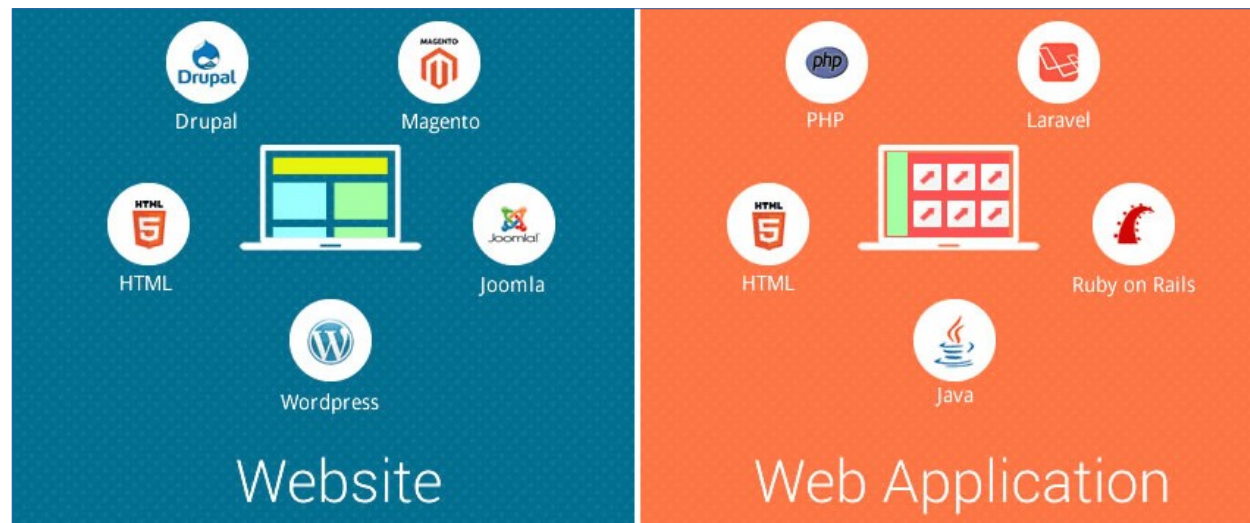 Drupal
Drupal
MAGENTO
Magento
HTML
5
HTML
Joomla!
Joomla
W
Wordpress
Website
php
PHP
Laravel
HTML
5
HTML
Ruby on Rails
Java
Web Application